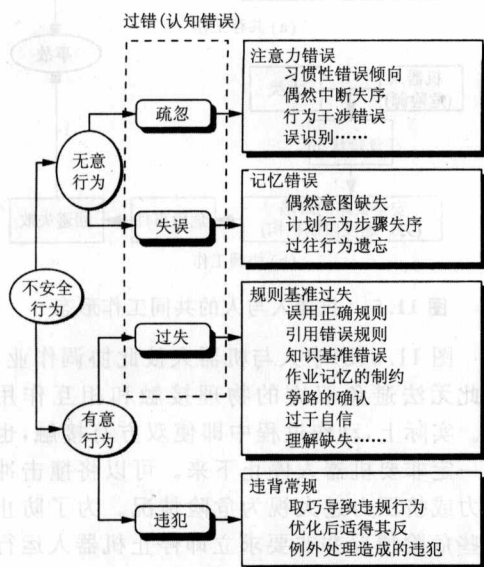 过错(认知错误)
不安全
行为
无意
行为
有意
行为
疏忽
失误
过失
违犯
注意力错误
习惯性错误倾向
偶然中断失序
行为干涉错误
误识别……
记忆错误
偶然意图缺失
计划行为步骤失序
过往行为遗忘
规则基准过失
误用正确规则
引用错误规则
知识基准错误
信赖记忆的制约
旁路的确认
过于自信
理解缺失……
违背常规
取巧导致违规行为
优化后适得其反
例外处理造成的违犯